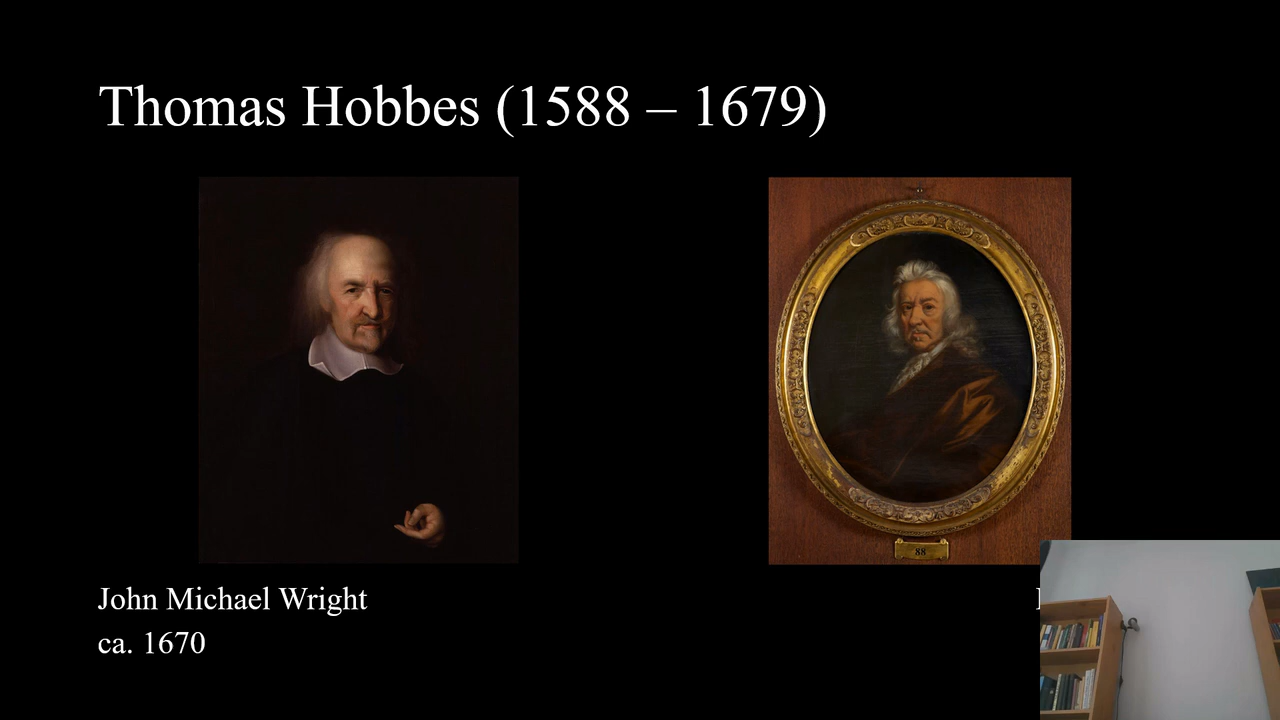 Thomas Hobbes (1588 – 1679)
88
John Michael Wright
ca. 1670